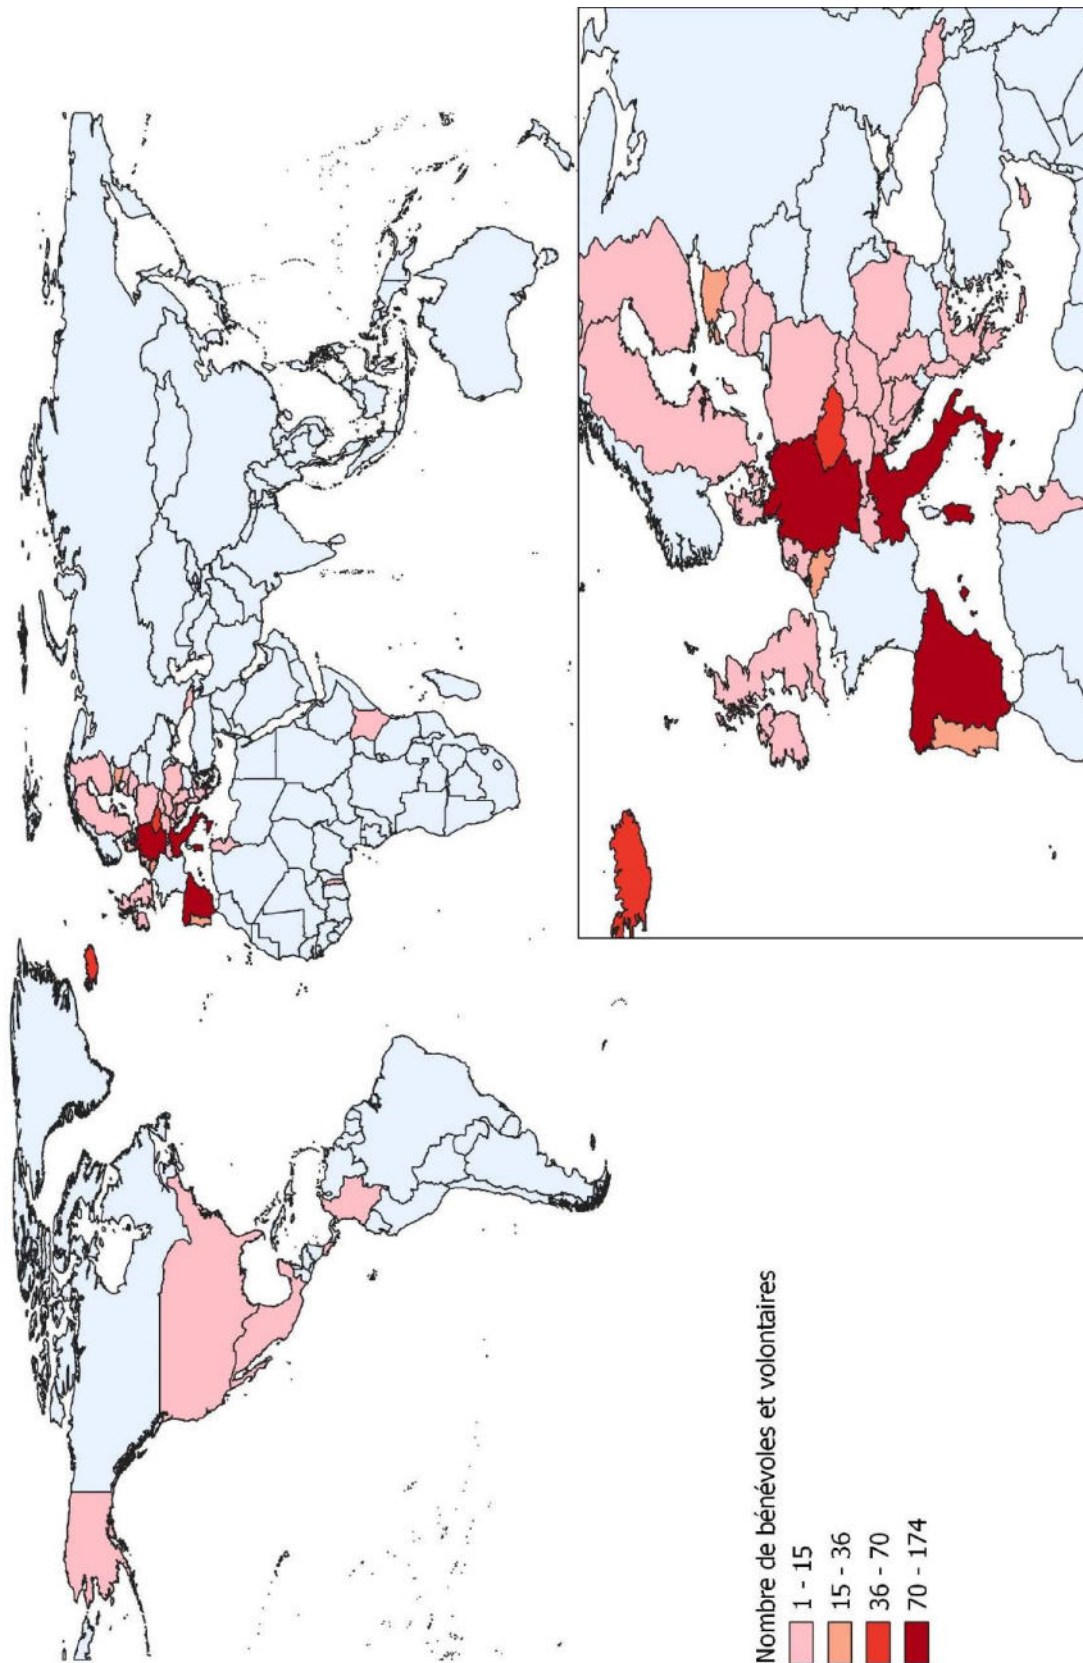 Nombre de bénévoles et volontaires
1 - 15
15 - 36
36 - 70
70 - 174